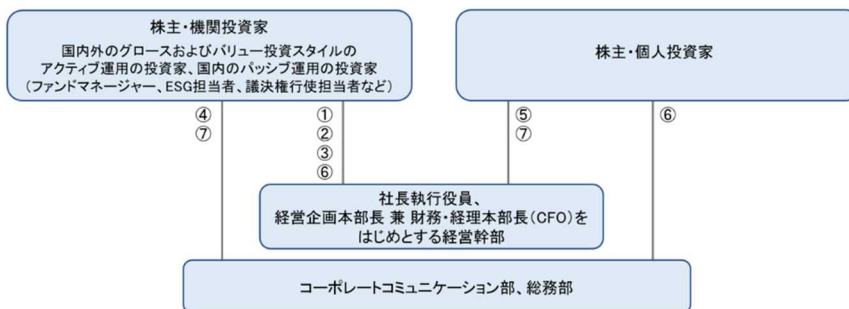 株主・機関投資家
国内外のグロースおよびバリュー投資スタイルの
アクティブ運用の投資家、国内のパッシブ運用の投資家
(ファンドマネージャー、ESG担当者、議決権行使担当者など)
株主・個人投資家
④
⑦
①
②
③
⑥
⑤
⑦
⑥
社長執行役員、
経営企画本部長 兼 財務・経理本部長(CFO)を
はじめとする経営幹部
コーポレートコミュニケーション部、総務部